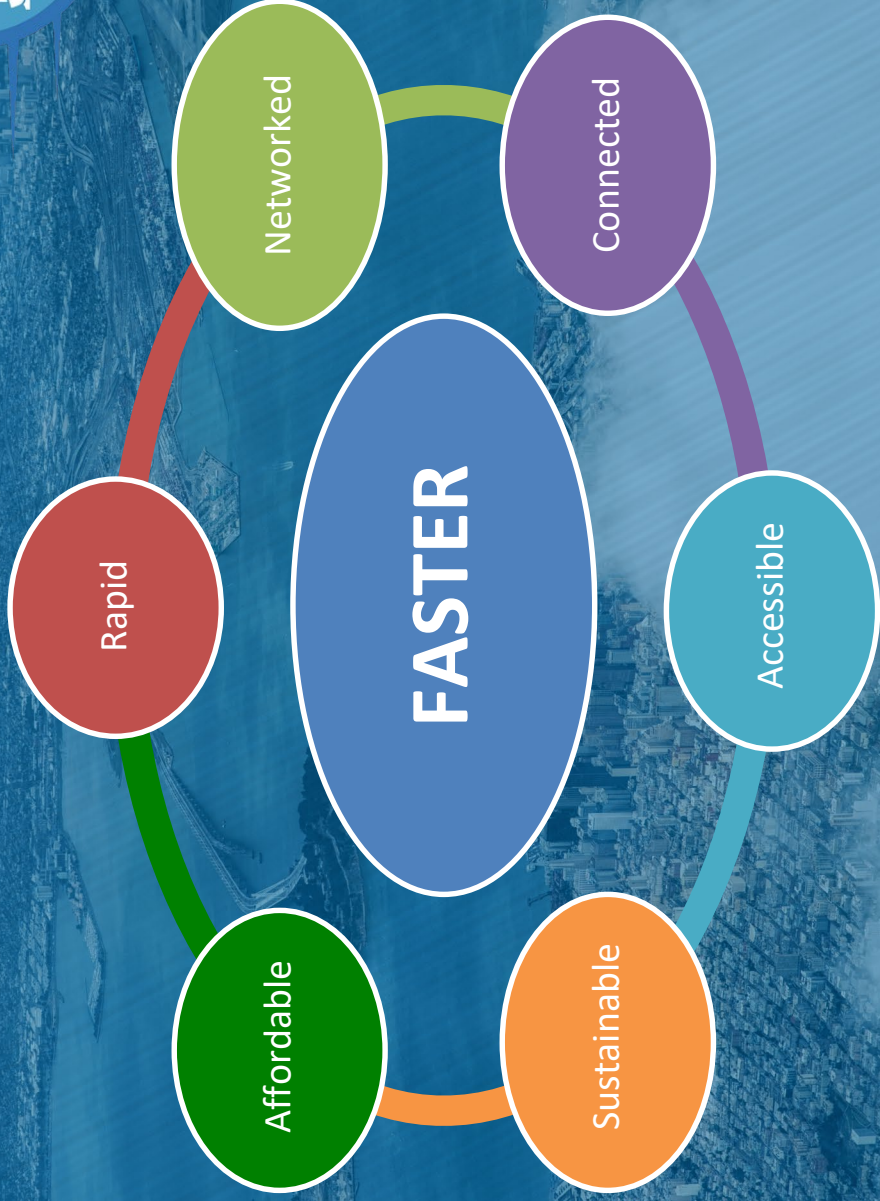 Rapid
Affordable
Networked
FASTER
Sustainable
Connected
Accessible